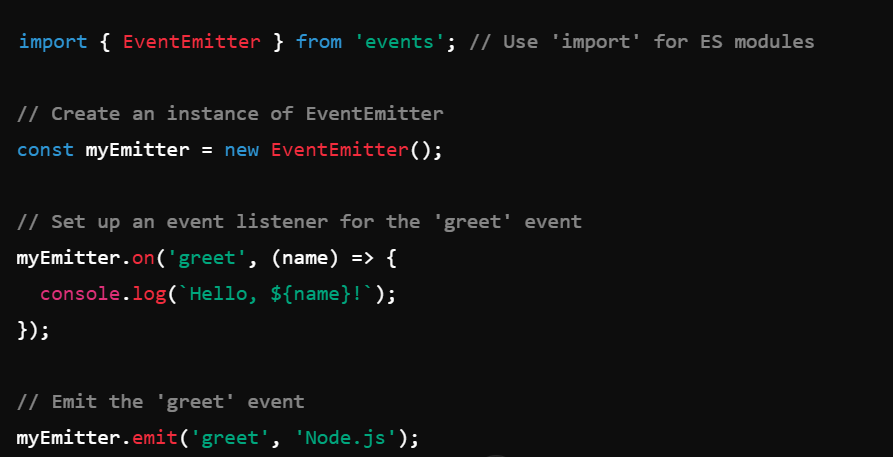 import { EventEmitter } from 'events'; // Use 'import' for ES modules
// Create an instance of EventEmitter
const myEmitter = new EventEmitter();
// Set up an event listener for the 'greet' event
myEmitter.on('greet', (name) => {
  console.log(`Hello, ${name}!`);
});
// Emit the 'greet' event
myEmitter.emit('greet', 'Node.js');